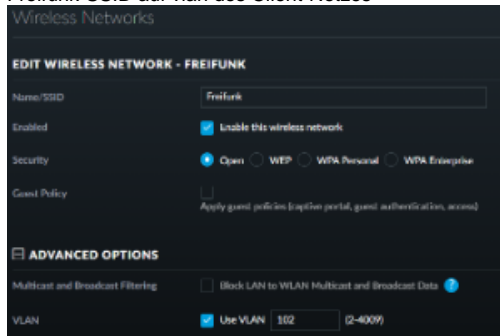 Freifunk SSID auf vlan des Client-Netzes
Wireless Networks
EDIT WIRELESS NETWORK - FREIFUNK
Name/SSID Freifunk
Enabled Enable this wireless network
Security Open WEP WPA Personal WPA Enterprise
Guest Policy
Apply guest policies (captive portal, guest authentication, access)
ADVANCED OPTIONS
Multicast and Broadcast Filtering Block LAN to WLAN Multicast and Broadcast Data ?
VLAN Use VLAN 102 (2-4009)